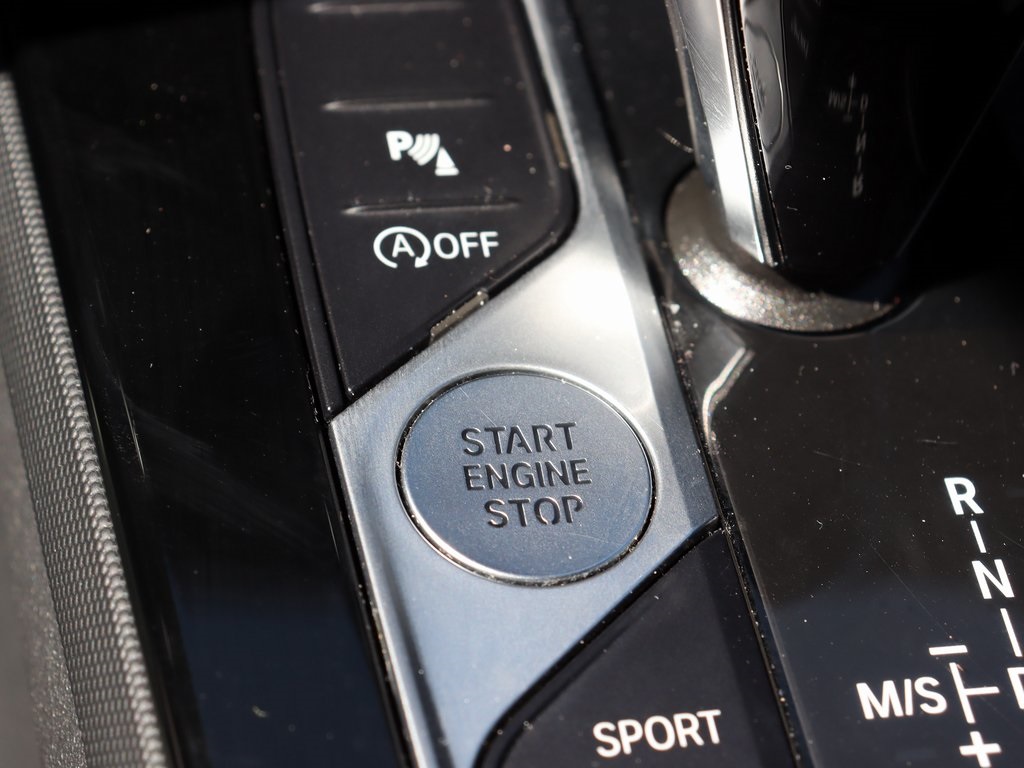 P
A OFF
START
ENGINE
STOP
R
N
M/S
D
+
SPORT